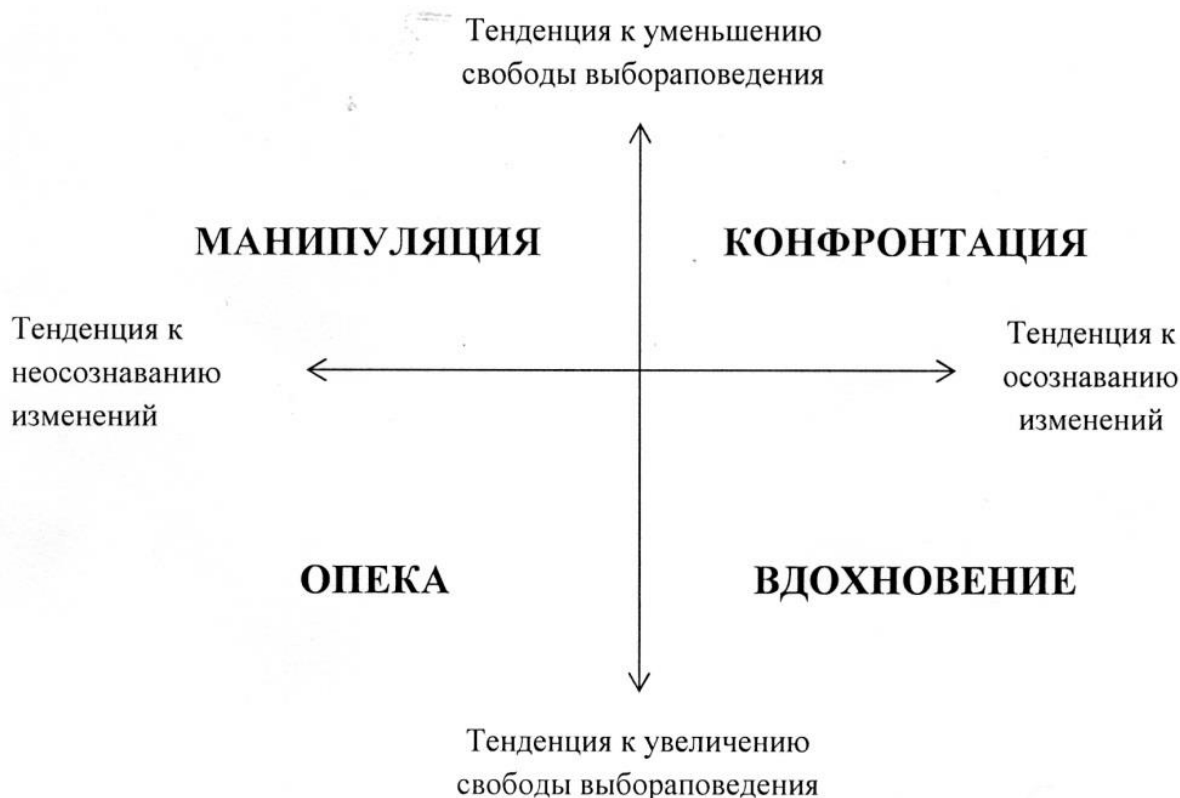 Тенденция к уменьшению
свободы выбораповедения
МАНИПУЛЯЦИЯ
КОНФРОНТАЦИЯ
Тенденция к
неосознаванию
изменений
Тенденция к
осознаванию
изменений
ОПЕКА
ВДОХНОВЕНИЕ
Тенденция к увеличению
свободы выбораповедения